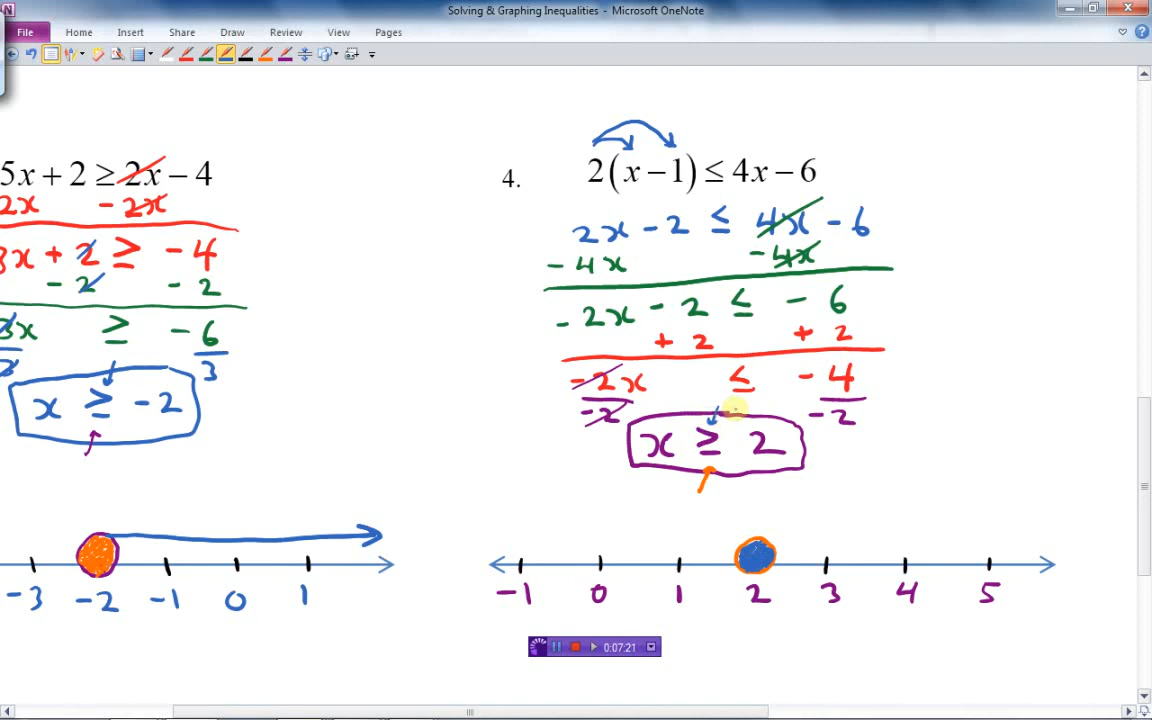 Solving & Graphing Inequalities - Microsoft OneNote
File Home Insert Share Draw Review View Pages
5x + 2 ≥ 2x − 4
2x − 2x
3x + 2 ≥ − 4
− 2 − 2
3x ≥ − 6
3 3
x ≥ − 2
−3 −2 −1 0 1
4. 2(x − 1) ≤ 4x − 6
2x − 2 ≤ 4x − 6
− 4x − 4x
− 2x − 2 ≤ − 6
+ 2 + 2
− 2x ≤ − 4
− 2 − 2
x ≥ 2
−1 0 1 2 3 4 5
0:07:21